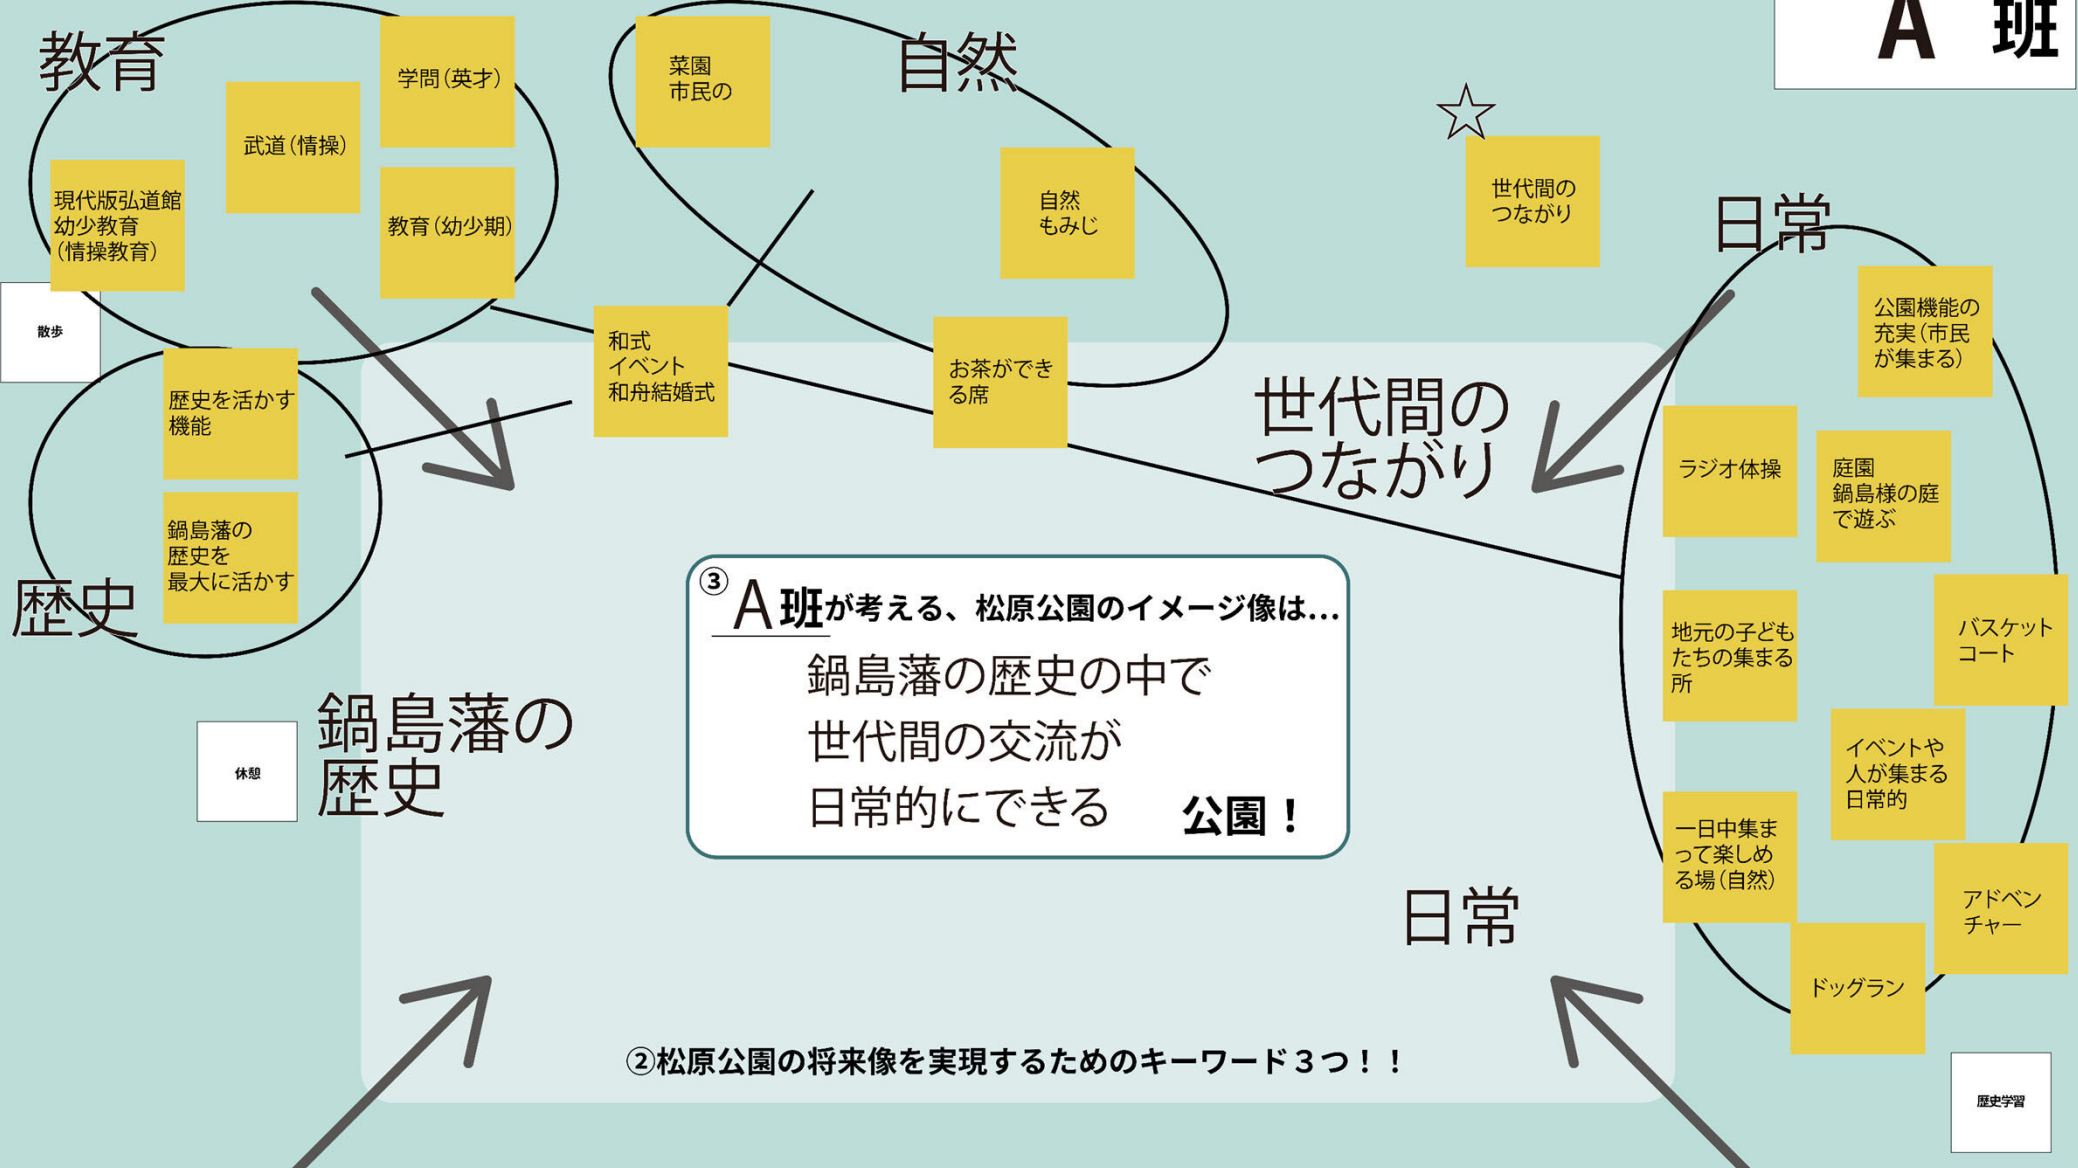 A 班
教育
学問（英才）
武道（情操）
現代版弘道館
幼少教育
（情操教育）
教育（幼少期）
散歩
自然
菜園
市民の
自然
もみじ
☆
世代間の
つながり
日常
公園機能の
充実（市民
が集まる）
歴史を活かす
機能
鍋島藩の
歴史を
最大に活かす
歴史
和式
イベント
和舟結婚式
お茶ができ
る席
世代間の
つながり
ラジオ体操
庭園
鍋島様の庭
で遊ぶ
地元の子ども
たちの集まる
所
バスケット
コート
イベントや
人が集まる
日常的
一日中集ま
って楽しめ
る場（自然）
アドベン
チャー
ドッグラン
③
A班が考える、松原公園のイメージ像は…
鍋島藩の歴史の中で
世代間の交流が
日常的にできる 公園！
休憩
鍋島藩の
歴史
日常
②松原公園の将来像を実現するためのキーワード３つ！！
歴史学習